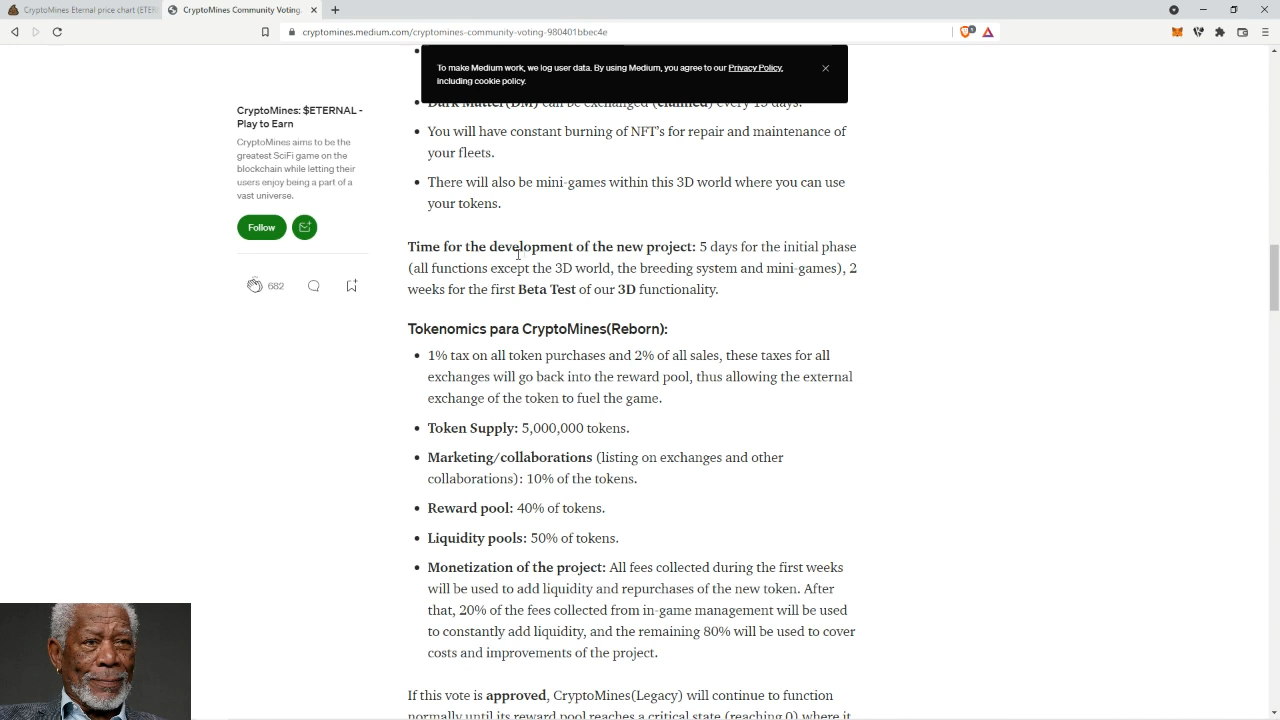 CryptoMines Eternal price chart (ETER
CryptoMines Community Voting.
cryptomines.medium.com/cryptomines-community-voting-980401bbec4e
To make Medium work, we log user data. By using Medium, you agree to our Privacy Policy,
including cookie policy.
CryptoMines: $ETERNAL -
Play to Earn
CryptoMines aims to be the
greatest SciFi game on the
blockchain while letting their
users enjoy being a part of a
vast universe.
Follow
682
• Dark Matter(DM) can be exchanged (claimed) every 15 days.
• You will have constant burning of NFT’s for repair and maintenance of
your fleets.
• There will also be mini-games within this 3D world where you can use
your tokens.
Time for the development of the new project: 5 days for the initial phase
(all functions except the 3D world, the breeding system and mini-games), 2
weeks for the first Beta Test of our 3D functionality.
Tokenomics para CryptoMines(Reborn):
• 1% tax on all token purchases and 2% of all sales, these taxes for all
exchanges will go back into the reward pool, thus allowing the external
exchange of the token to fuel the game.
• Token Supply: 5,000,000 tokens.
• Marketing/collaborations (listing on exchanges and other
collaborations): 10% of the tokens.
• Reward pool: 40% of tokens.
• Liquidity pools: 50% of tokens.
• Monetization of the project: All fees collected during the first weeks
will be used to add liquidity and repurchases of the new token. After
that, 20% of the fees collected from in-game management will be used
to constantly add liquidity, and the remaining 80% will be used to cover
costs and improvements of the project.
If this vote is approved, CryptoMines(Legacy) will continue to function
normally until its reward pool reaches a critical state (reaching 0) where it